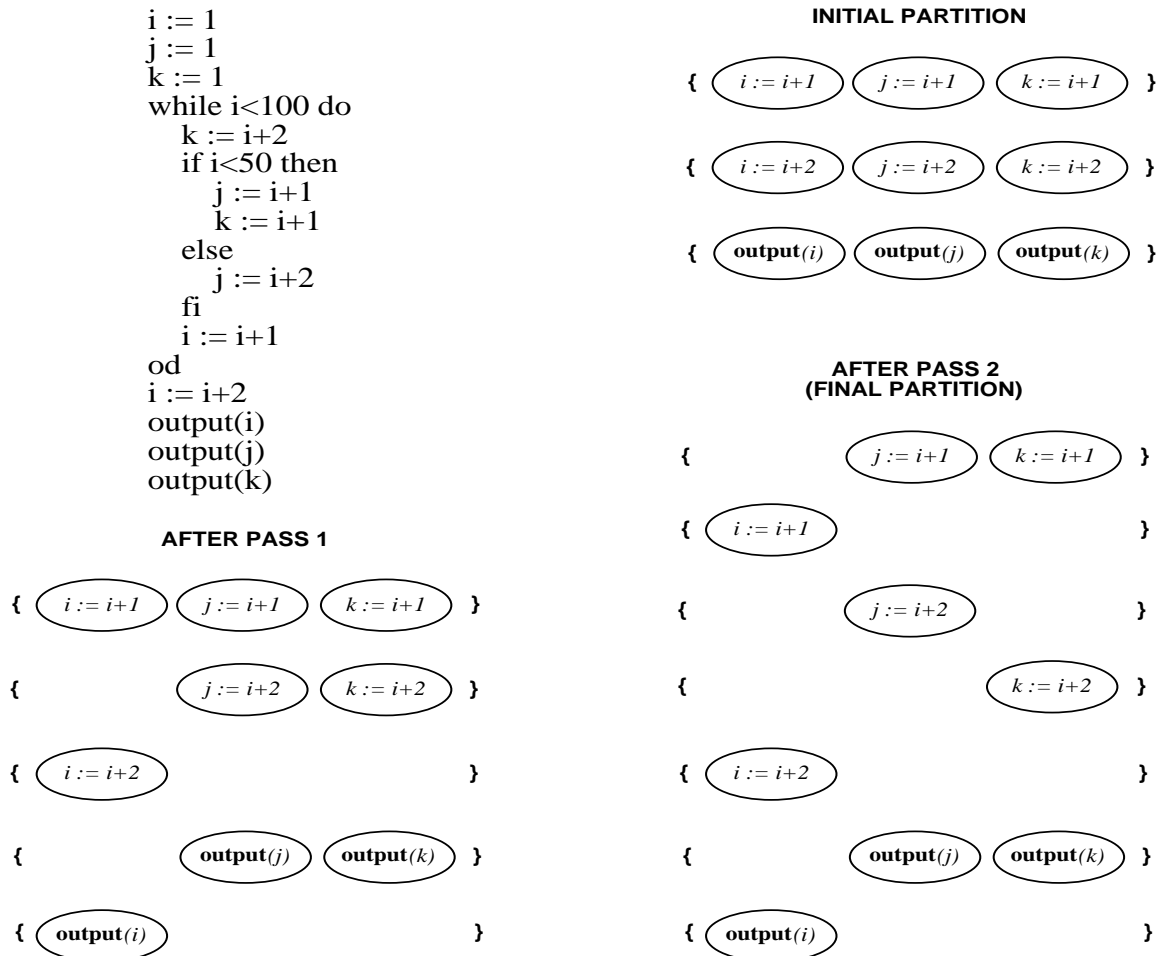 i := 1
j := 1
k := 1
while i<100 do
k := i+2
if i<50 then
j := i+1
k := i+1
else
j := i+2
fi
i := i+1
od
i := i+2
output(i)
output(j)
output(k)
AFTER PASS 1
{ i := i+1 j := i+1 k := i+1 }
{ j := i+2 k := i+2 }
{ i := i+2 }
{ output(j) output(k) }
{ output(i) }
INITIAL PARTITION
{ i := i+1 j := i+1 k := i+1 }
{ i := i+2 j := i+2 k := i+2 }
{ output(i) output(j) output(k) }
AFTER PASS 2
(FINAL PARTITION)
{ j := i+1 k := i+1 }
{ i := i+1 }
{ j := i+2 }
{ k := i+2 }
{ i := i+2 }
{ output(j) output(k) }
{ output(i) }